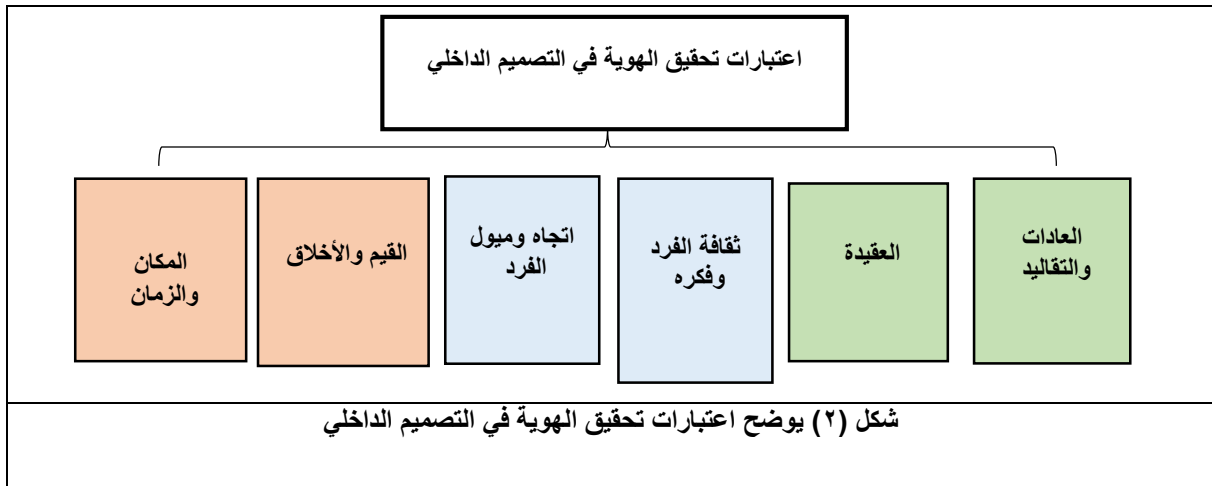 اعتبارات تحقيق الهوية في التصميم الداخلي
العادات
والتقاليد
العقيدة
ثقافة الفرد
وفكره
اتجاه وميول
الفرد
القيم والأخلاق
المكان
والزمان
شكل (٢) يوضح اعتبارات تحقيق الهوية في التصميم الداخلي